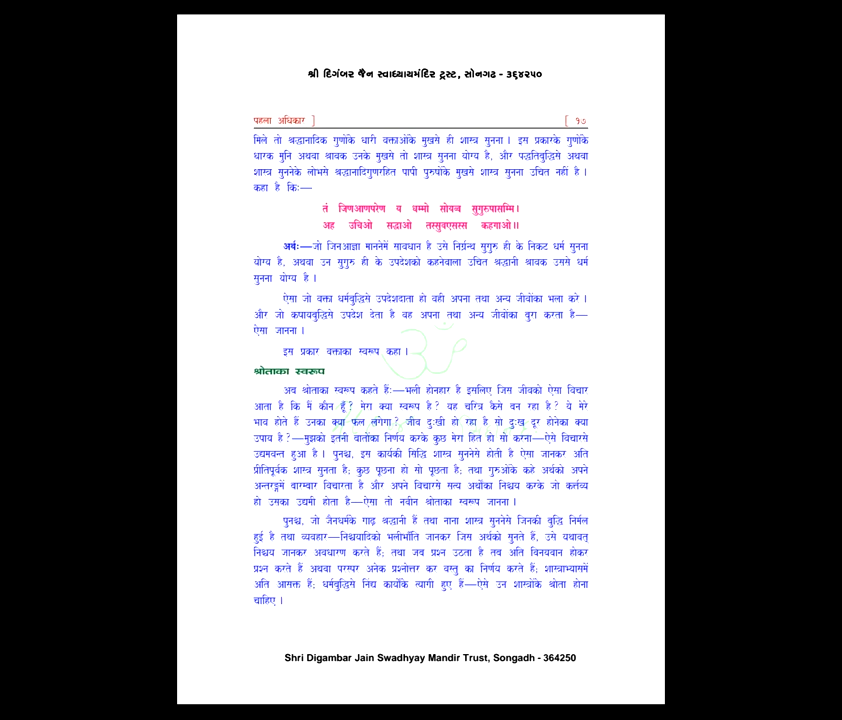 શ્રી દિગંબર જૈન સ્વાધ્યાયમંદિર ટ્રસ્ટ, સોનગઢ - ૩૬૪૨૫૦
पहला अधिकार ] [ १७
मिले तो श्रद्धानादिक गुणोंके धारी वक्ताओंके मुखसे ही शास्त्र सुनना। इस प्रकारके गुणोंके
धारक मुनि अथवा श्रावक उनके मुखसे तो शास्त्र सुनना योग्य है, और पद्धतिबुद्धिसे अथवा
शास्त्र सुननेके लोभसे श्रद्धानादिगुणरहित पापी पुरुषोंके मुखसे शास्त्र सुनना उचित नहीं है।
कहा है किः—
तं जिणआणपरेण य धम्मो सोयव्व सुगुरुपासम्मि।
अह उचिओ सद्धाओ तस्सुवएसस्स कहगाओ॥
अर्थः—जो जिनआज्ञा माननेमें सावधान है उसे निर्ग्रन्थ सुगुरु ही के निकट धर्म सुनना
योग्य है, अथवा उन सुगुरु ही के उपदेशको कहनेवाला उचित श्रद्धानी श्रावक उससे धर्म
सुनना योग्य है।
ऐसा जो वक्ता धर्मबुद्धिसे उपदेशदाता हो वही अपना तथा अन्य जीवोंका भला करे।
और जो कषायबुद्धिसे उपदेश देता है वह अपना तथा अन्य जीवोंका बुरा करता है—
ऐसा जानना।
इस प्रकार वक्ताका स्वरूप कहा।
श्रोताका स्वरूप
अब श्रोताका स्वरूप कहते हैंः—भली होनहार है इसलिए जिस जीवको ऐसा विचार
आता है कि मैं कौन हूँ? मेरा क्या स्वरूप है? यह चरित्र कैसे बन रहा है? ये मेरे
भाव होते हैं उनका क्या फल लगेगा? जीव दुःखी हो रहा है सो दुःख दूर होनेका क्या
उपाय है?—मुझको इतनी बातोंका निर्णय करके कुछ मेरा हित हो सो करना—ऐसे विचारसे
उद्यमवन्त हुआ है। पुनश्च, इस कार्यकी सिद्धि शास्त्र सुननेसे होती है ऐसा जानकर अति
प्रीतिपूर्वक शास्त्र सुनता है; कुछ पूछना हो सो पूछता है; तथा गुरुओंके कहे अर्थको अपने
अन्तरङ्गमें बारम्बार विचारता है और अपने विचारसे सत्य अर्थोंका निश्चय करके जो कर्त्तव्य
हो उसका उद्यमी होता है—ऐसा तो नवीन श्रोताका स्वरूप जानना।
पुनश्च, जो जैनधर्मके गाढ़ श्रद्धानी हैं तथा नाना शास्त्र सुननेसे जिनकी बुद्धि निर्मल
हुई है तथा व्यवहार—निश्चयादिको भलीभाँति जानकर जिस अर्थको सुनते हैं, उसे यथावत्
निश्चय जानकर अवधारण करते हैं; तथा जब प्रश्न उठता है तब अति विनयवान होकर
प्रश्न करते हैं अथवा परस्पर अनेक प्रश्नोत्तर कर वस्तु का निर्णय करते हैं; शास्त्राभ्यासमें
अति आसक्त हैं; धर्मबुद्धिसे निंद्य कार्योंके त्यागी हुए हैं—ऐसे उन शास्त्रोंके श्रोता होना
चाहिए।
Shri Digambar Jain Swadhyay Mandir Trust, Songadh - 364250